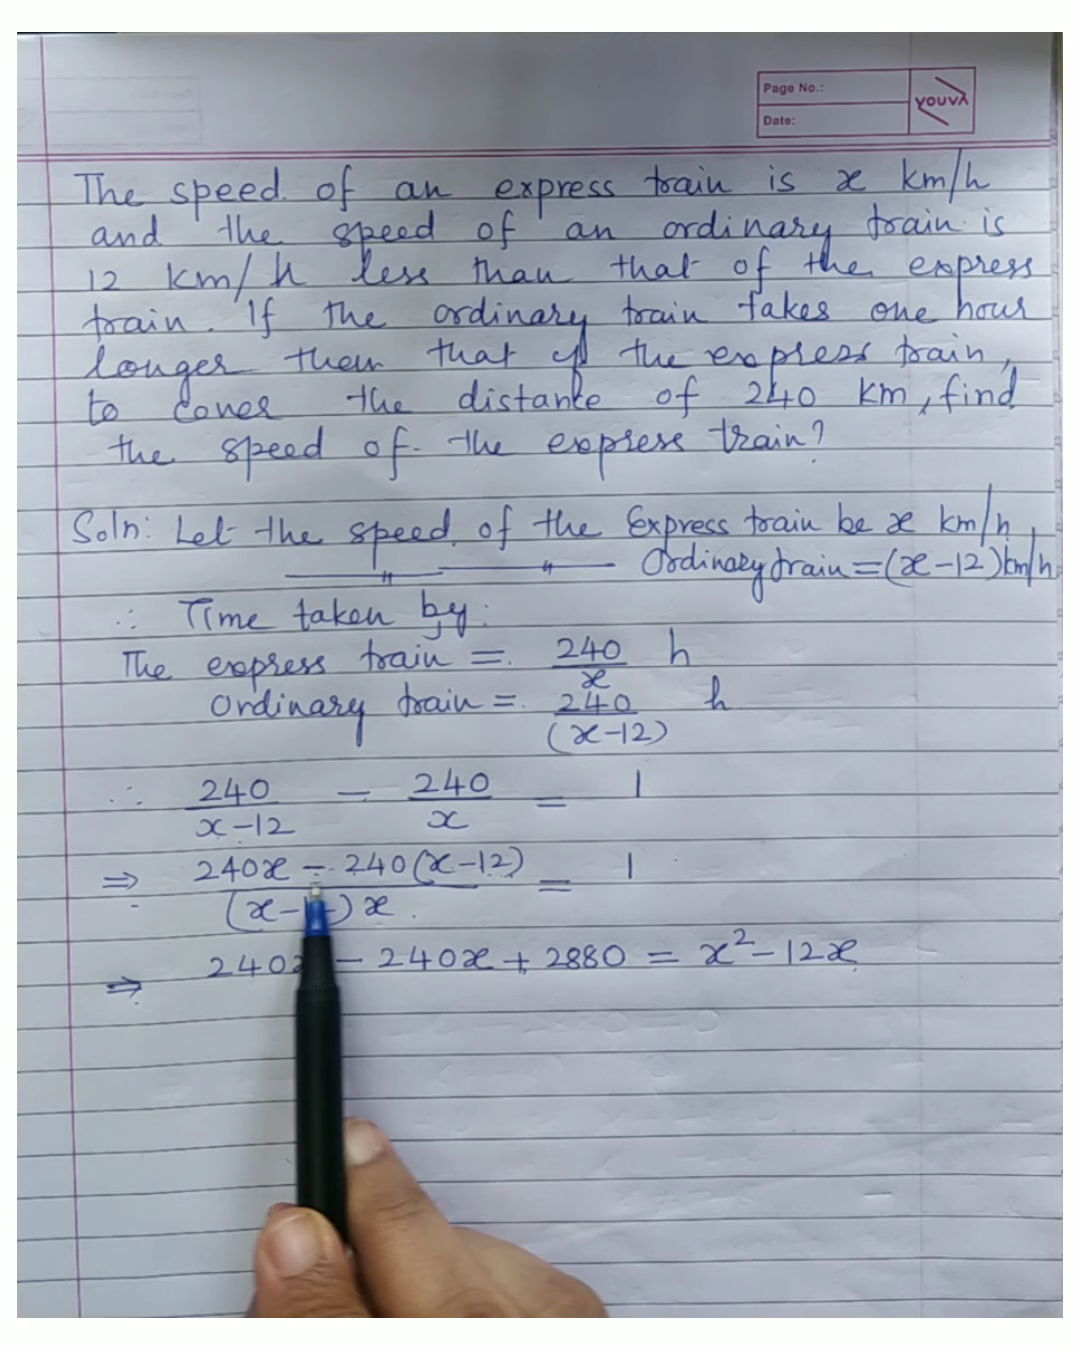 Page No.:
Date:
YOUVA
The speed of an express train is x km/h
and the speed of an ordinary train is
12 km/h less than that of the express
train. If the ordinary train takes one hour
longer then that of the express train,
to cover the distance of 240 km, find
the speed of the express train?
Soln: Let the speed of the Express train be x km/h,
—〃— —〃— Ordinary train = (x-12) km/h
∴ Time taken by:
The express train = 240/x h
Ordinary train = 240/(x-12) h
∴ 240/x-12 - 240/x = 1
⇒ 240x - 240(x-12)/(x-1 )x = 1
⇒ 240x - 240x + 2880 = x² - 12x